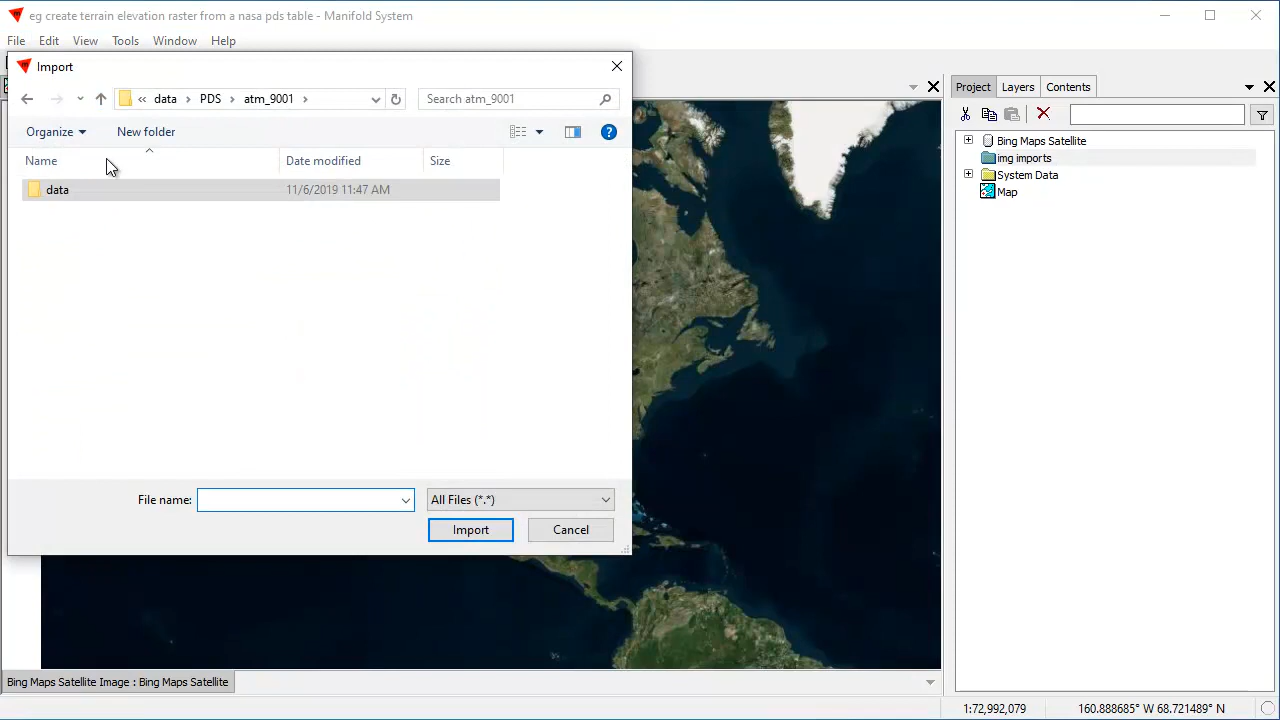 eg create terrain elevation raster from a nasa pds table - Manifold System
File Edit View Tools Window Help
Import
« data › PDS › atm_9001 ›
Search atm_9001
Organize New folder
Name Date modified Size
data 11/6/2019 11:47 AM
File name:
All Files (*.*)
Import Cancel
Project Layers Contents
Bing Maps Satellite
img imports
System Data
Map
Bing Maps Satellite Image : Bing Maps Satellite
1:72,992,079 160.888685° W 68.721489° N